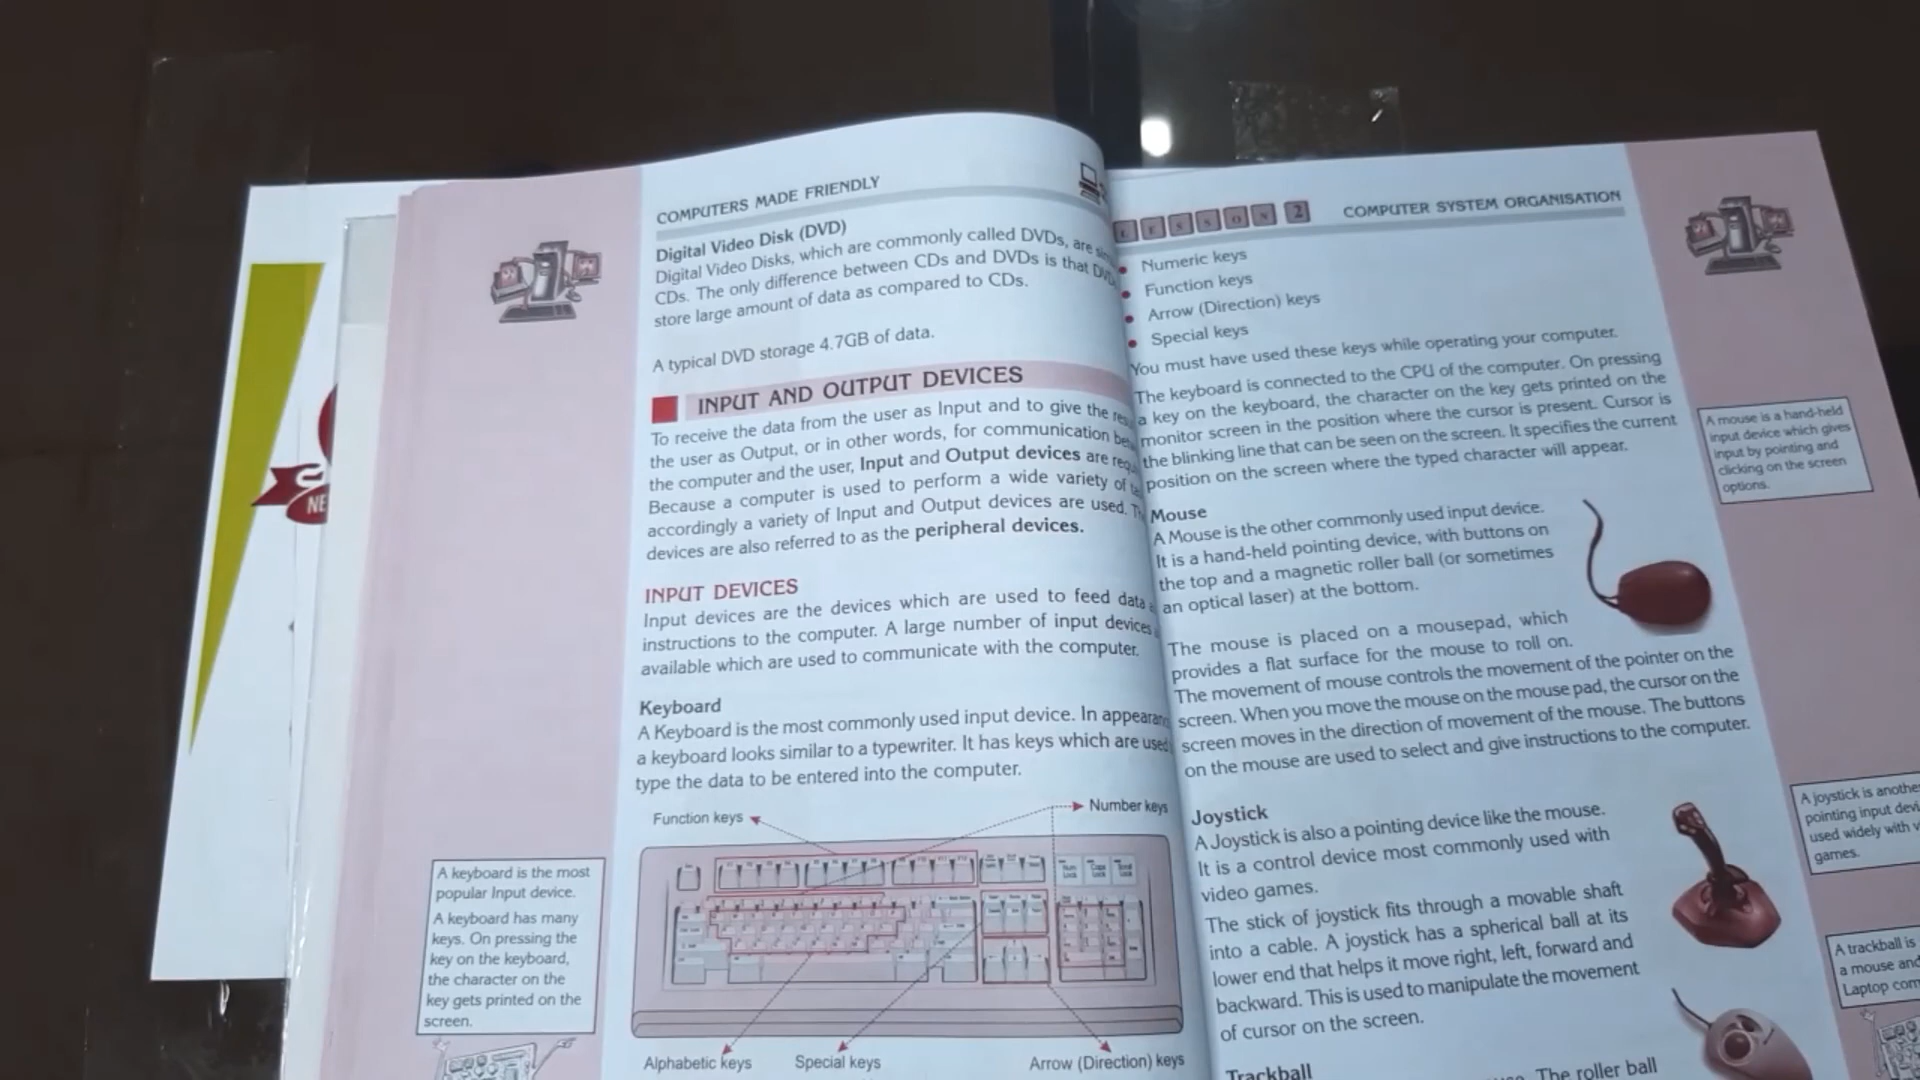 COMPUTERS MADE FRIENDLY
Digital Video Disk (DVD)
Digital Video Disks, which are commonly called DVDs, are
CDs. The only difference between CDs and DVDs is that
store large amount of data as compared to CDs.
A typical DVD storage 4.7GB of data.
INPUT AND OUTPUT DEVICES
To receive the data from the user as Input and to give the
the user as Output, or in other words, for communication
the computer and the user, Input and Output devices are
Because a computer is used to perform a wide variety of
accordingly a variety of Input and Output devices are used.
devices are also referred to as the peripheral devices.
INPUT DEVICES
Input devices are the devices which are used to feed data
instructions to the computer. A large number of input devices
available which are used to communicate with the computer.
Keyboard
A Keyboard is the most commonly used input device. In
a keyboard looks similar to a typewriter. It has keys which are used
type the data to be entered into the computer.
Function keys
Number keys
Num Lock
Caps Lock
Scroll Lock
Alphabetic keys
Special keys
Arrow (Direction) keys
A keyboard is the most
popular Input device.
A keyboard has many
keys. On pressing the
key on the keyboard,
the character on the
key gets printed on the
screen.
NE
LESSON 2
COMPUTER SYSTEM ORGANISATION
• Numeric keys
• Function keys
• Arrow (Direction) keys
• Special keys
You must have used these keys while operating your computer.
The keyboard is connected to the CPU of the computer. On pressing
a key on the keyboard, the character on the key gets printed on the
monitor screen in the position where the cursor is present. Cursor is
the blinking line that can be seen on the screen. It specifies the current
position on the screen where the typed character will appear.
Mouse
A Mouse is the other commonly used input device.
It is a hand-held pointing device, with buttons on
the top and a magnetic roller ball (or sometimes
an optical laser) at the bottom.
The mouse is placed on a mousepad, which
provides a flat surface for the mouse to roll on.
The movement of mouse controls the movement of the pointer on the
screen. When you move the mouse on the mouse pad, the cursor on the
screen moves in the direction of movement of the mouse. The buttons
on the mouse are used to select and give instructions to the computer.
Joystick
A Joystick is also a pointing device like the mouse.
It is a control device most commonly used with
video games.
The stick of joystick fits through a movable shaft
into a cable. A joystick has a spherical ball at its
lower end that helps it move right, left, forward and
backward. This is used to manipulate the movement
of cursor on the screen.
Trackball
The roller ball
A mouse is a hand-held
input device which gives
input by pointing and
clicking on the screen
options.
A joystick is
pointing input
used widely with
games.
A trackball is
a mouse and
Laptop